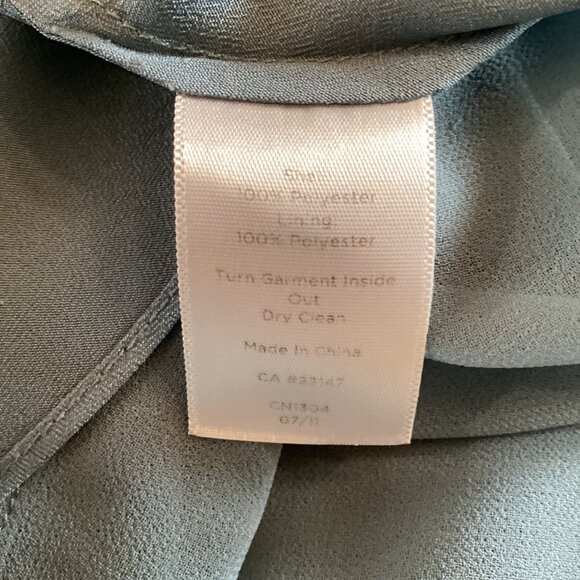 Shell
100% Polyester
Lining
100% Polyester
Turn Garment Inside
Out
Dry Clean
Made In China
CA #23147
CN1304
07/11